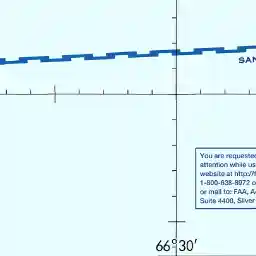 SAN
You are requested
attention while us
website at http://f
1-800-638-8972 o
or mail to: FAA, A
Suite 4400, Silver
66°30'